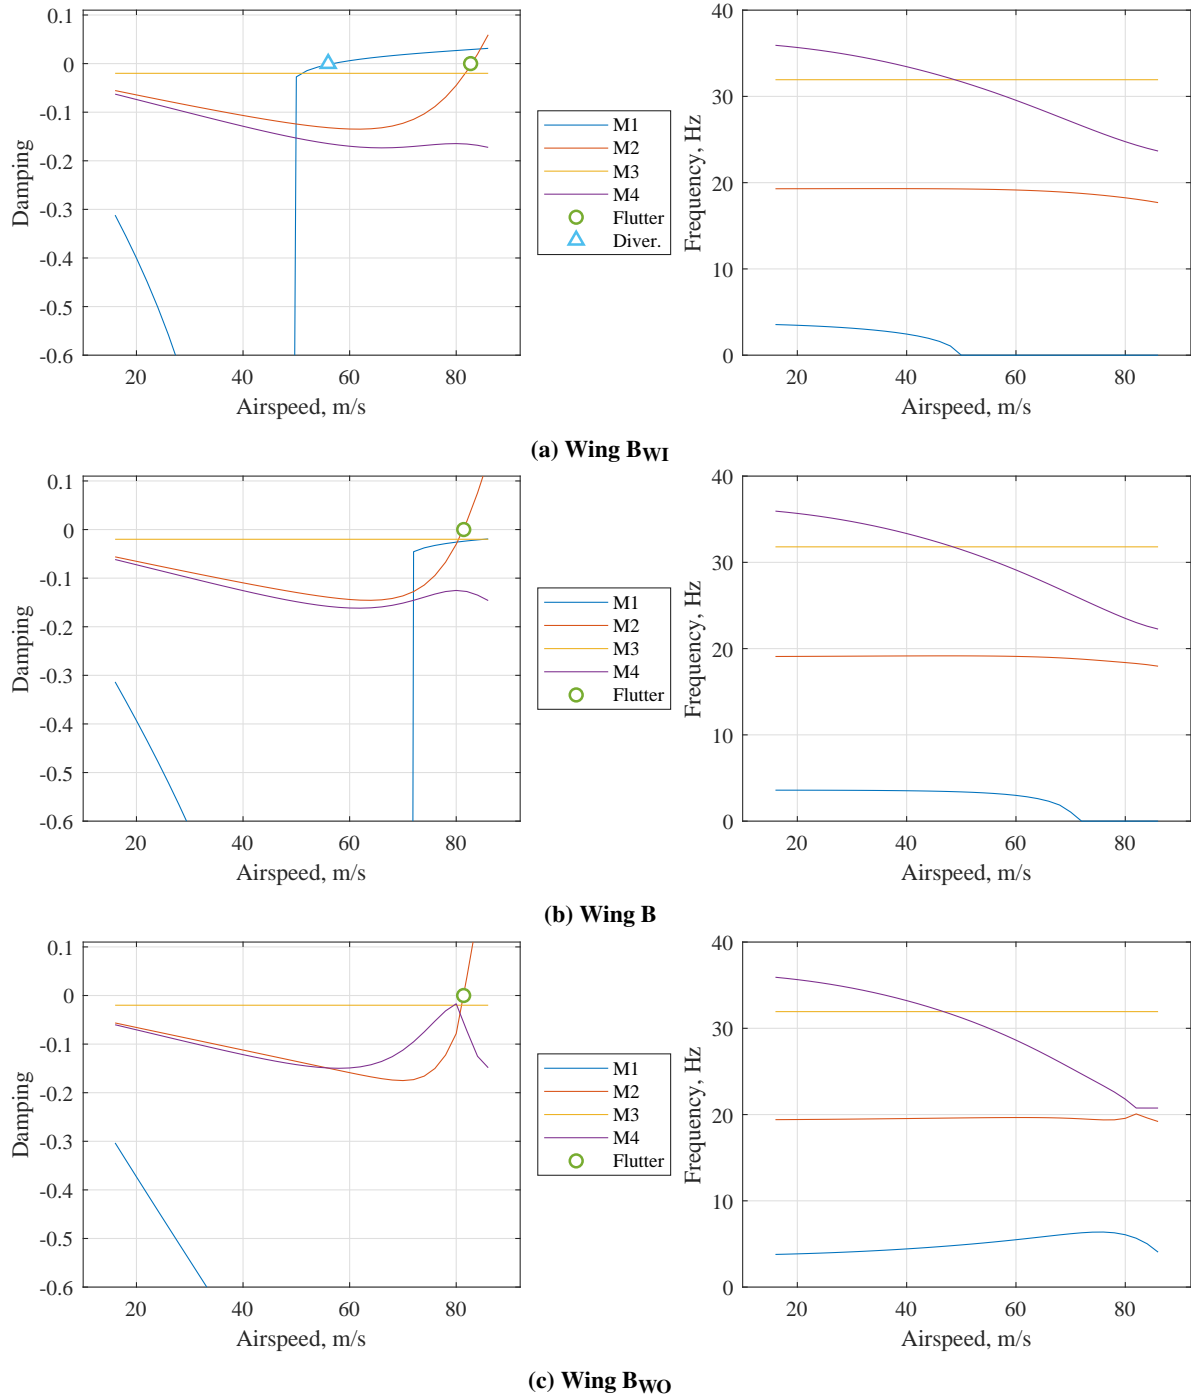 0.1
0
-0.1
-0.2
-0.3
-0.4
-0.5
-0.6
Damping
20 40 60 80
Airspeed, m/s
M1
M2
M3
M4
Flutter
Diver.
40
30
20
10
0
Frequency, Hz
20 40 60 80
Airspeed, m/s
(a) Wing BWI
0.1
0
-0.1
-0.2
-0.3
-0.4
-0.5
-0.6
Damping
20 40 60 80
Airspeed, m/s
M1
M2
M3
M4
Flutter
40
30
20
10
0
Frequency, Hz
20 40 60 80
Airspeed, m/s
(b) Wing B
0.1
0
-0.1
-0.2
-0.3
-0.4
-0.5
-0.6
Damping
20 40 60 80
Airspeed, m/s
M1
M2
M3
M4
Flutter
40
30
20
10
0
Frequency, Hz
20 40 60 80
Airspeed, m/s
(c) Wing BWO